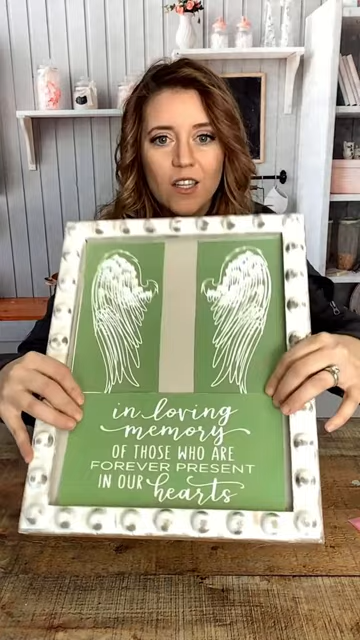 in loving
memory
OF THOSE WHO ARE
FOREVER PRESENT
IN OUR hearts